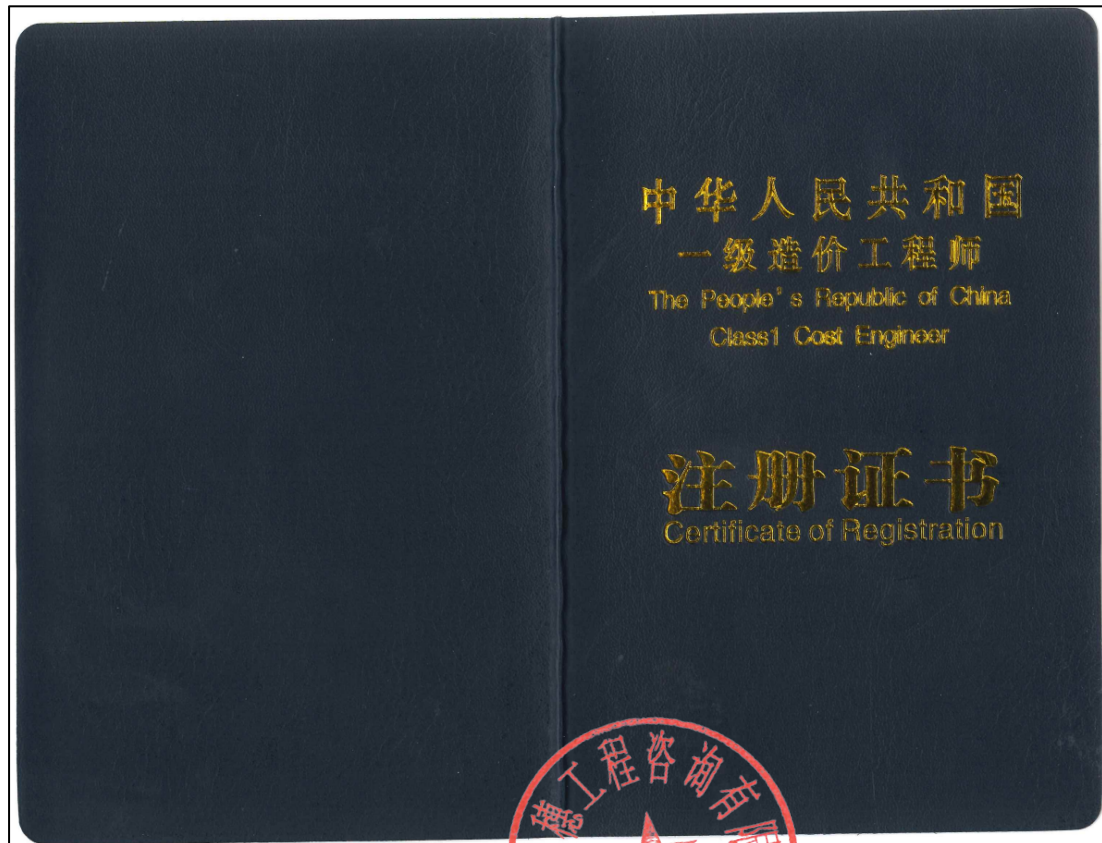 中华人民共和国
一级造价工程师
The People's Republic of China
Class1 Cost Engineer
注册证书
Certificate of Registration
德工程咨询有限